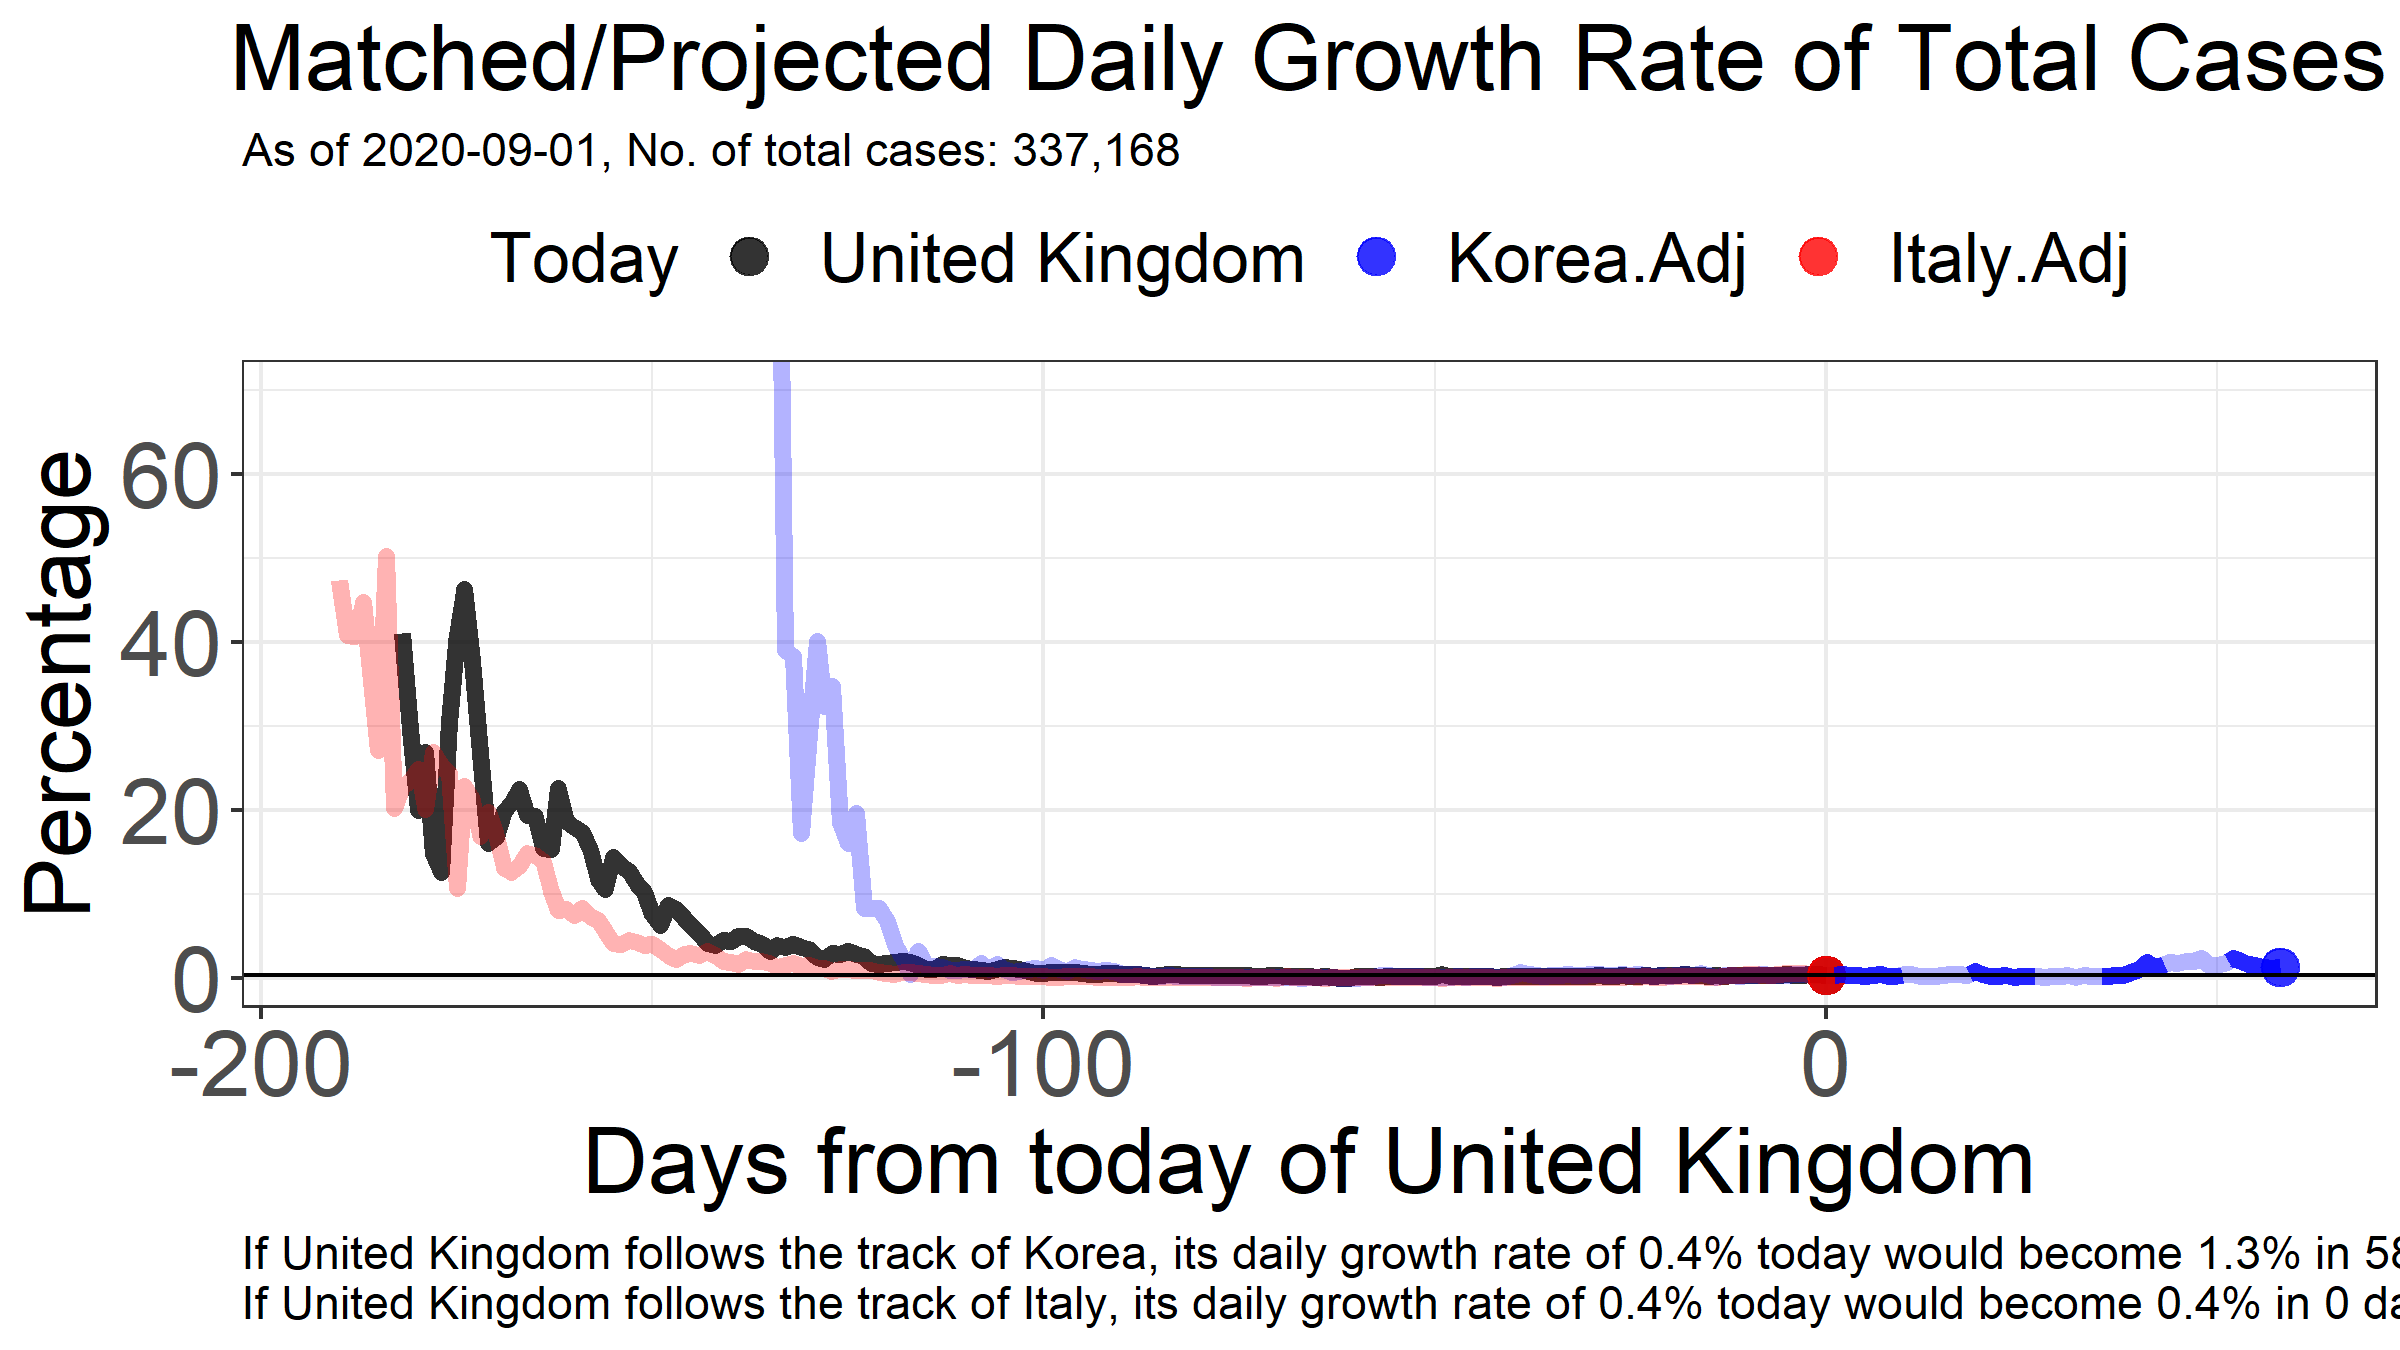 Matched/Projected Daily Growth Rate of Total Cases
As of 2020-09-01, No. of total cases: 337,168
Today United Kingdom Korea.Adj Italy.Adj
Percentage
60
40
20
0
-200 -100 0
Days from today of United Kingdom
If United Kingdom follows the track of Korea, its daily growth rate of 0.4% today would become 1.3% in 58
If United Kingdom follows the track of Italy, its daily growth rate of 0.4% today would become 0.4% in 0 da